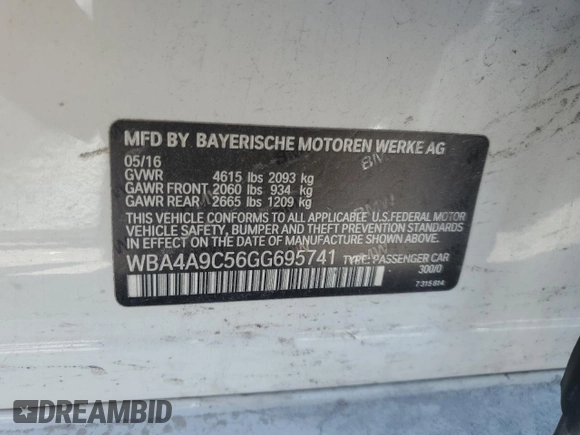 MFD BY BAYERISCHE MOTOREN WERKE AG
05/16
GVWR 4615 lbs 2093 kg
GAWR FRONT 2060 lbs 934 kg
GAWR REAR 2665 lbs 1209 kg
THIS VEHICLE CONFORMS TO ALL APPLICABLE U.S.FEDERAL MOTOR
VEHICLE SAFETY, BUMPER AND THEFT PREVENTION STANDARDS
IN EFFECT ON THE DATE OF MANUFACTURE SHOWN ABOVE.
WBA4A9C56GG695741 TYPE: PASSENGER CAR
300/0
7 315 814
DREAMBID